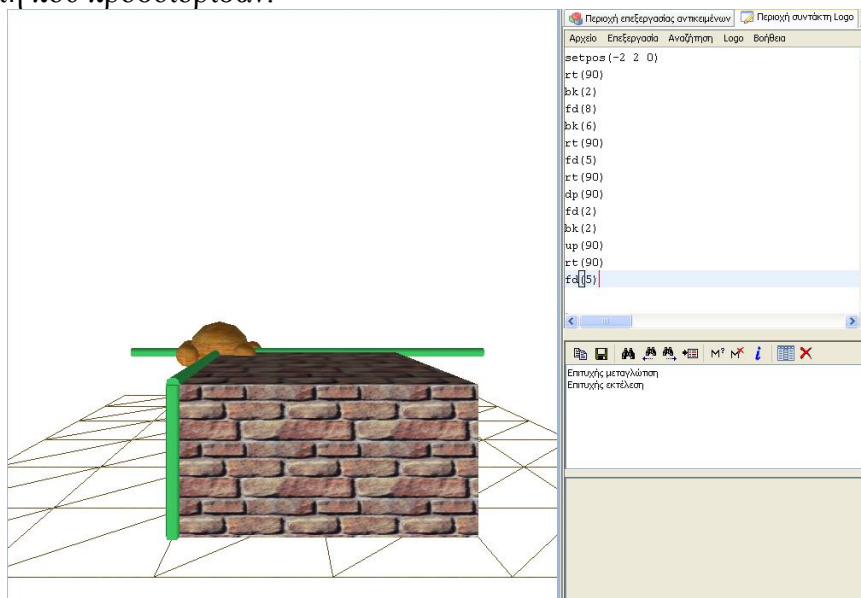 που προσδιόρισαν.
Περιοχή επεξεργασίας αντικειμένων Περιοχή συντάκτη Logo
Αρχείο Επεξεργασία Αναζήτηση Logo Βοήθεια
setpos(-2 2 0)
rt(90)
bk(2)
fd(8)
bk(6)
rt(90)
fd(5)
rt(90)
dp(90)
fd(2)
bk(2)
up(90)
rt(90)
fd(5)
M? M i
Επιτυχής μεταγλώτιση
Επιτυχής εκτέλεση